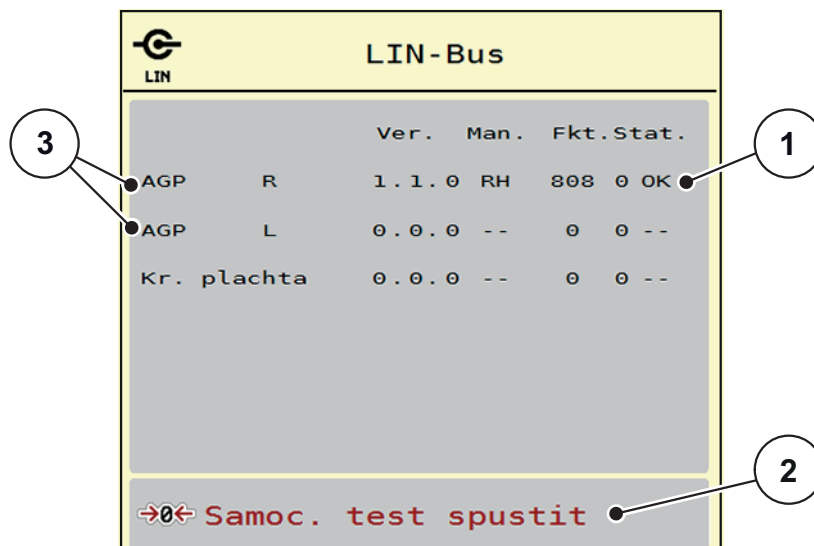 LIN
LIN-Bus
Ver. Man. Fkt.Stat.
3
1
AGP R 1.1.0 RH 808 0 OK
AGP L 0.0.0 -- 0 0 --
Kr. plachta 0.0.0 -- 0 0 --
2
→0← Samoc. test spustit